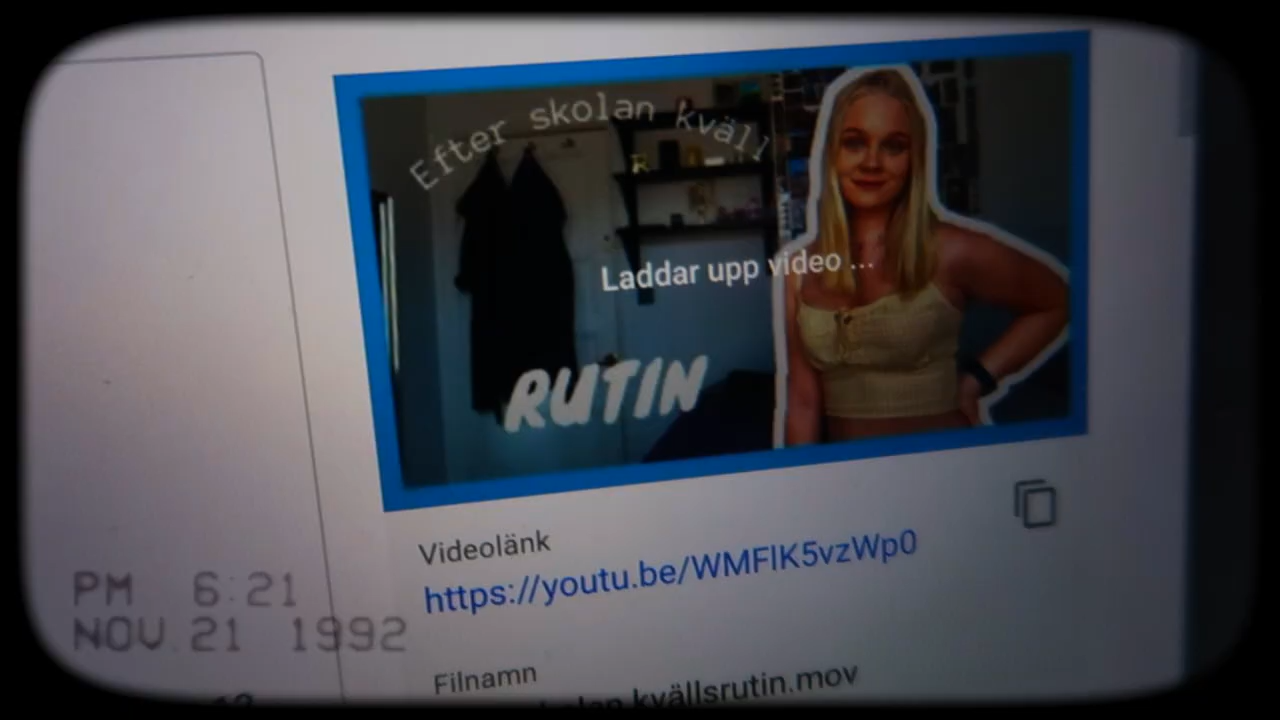 Efter skolan kväll
R
Laddar upp video ...
RUTIN
Videolänk
https://youtu.be/WMFlK5vzWp0
PM 6:21
NOV. 21 1992
Filnamn
kvällsrutin.mov